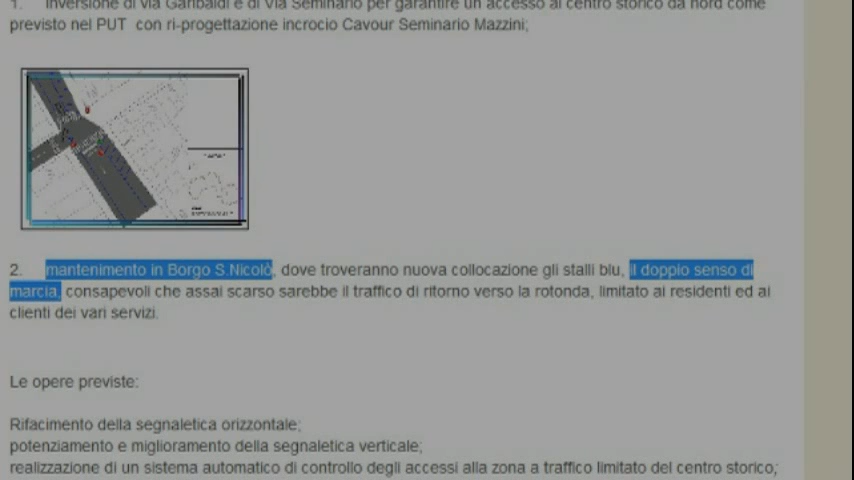 1. Inversione di via Garibaldi e di Via Seminario per garantire un accesso al centro storico da nord come
previsto nel PUT con ri-progettazione incrocio Cavour Seminario Mazzini;
2. mantenimento in Borgo S.Nicolò, dove troveranno nuova collocazione gli stalli blu, il doppio senso di
marcia, consapevoli che assai scarso sarebbe il traffico di ritorno verso la rotonda, limitato ai residenti ed ai
clienti dei vari servizi.
Le opere previste:
Rifacimento della segnaletica orizzontale;
potenziamento e miglioramento della segnaletica verticale;
realizzazione di un sistema automatico di controllo degli accessi alla zona a traffico limitato del centro storico;